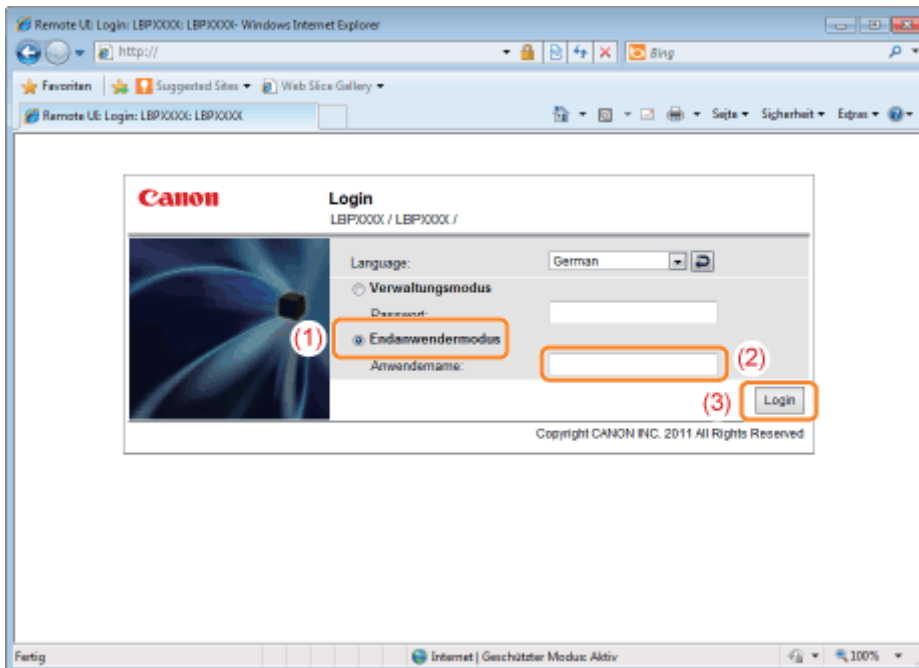 Remote UI: Login: LBPXXXX: LBPXXXX- Windows Internet Explorer
http://
Bing
Favoriten Suggested Sites Web Slice Gallery
Remote UI: Login: LBPXXXX: LBPXXXX Seite Sicherheit Extras
Canon Login
LBPXXXX / LBPXXXX /
Language: German
Verwaltungsmodus
Passwort:
(1) Endanwendermodus
Anwendername: (2)
(3) Login
Copyright CANON INC. 2011 All Rights Reserved
Fertig Internet | Geschützter Modus: Aktiv 100%